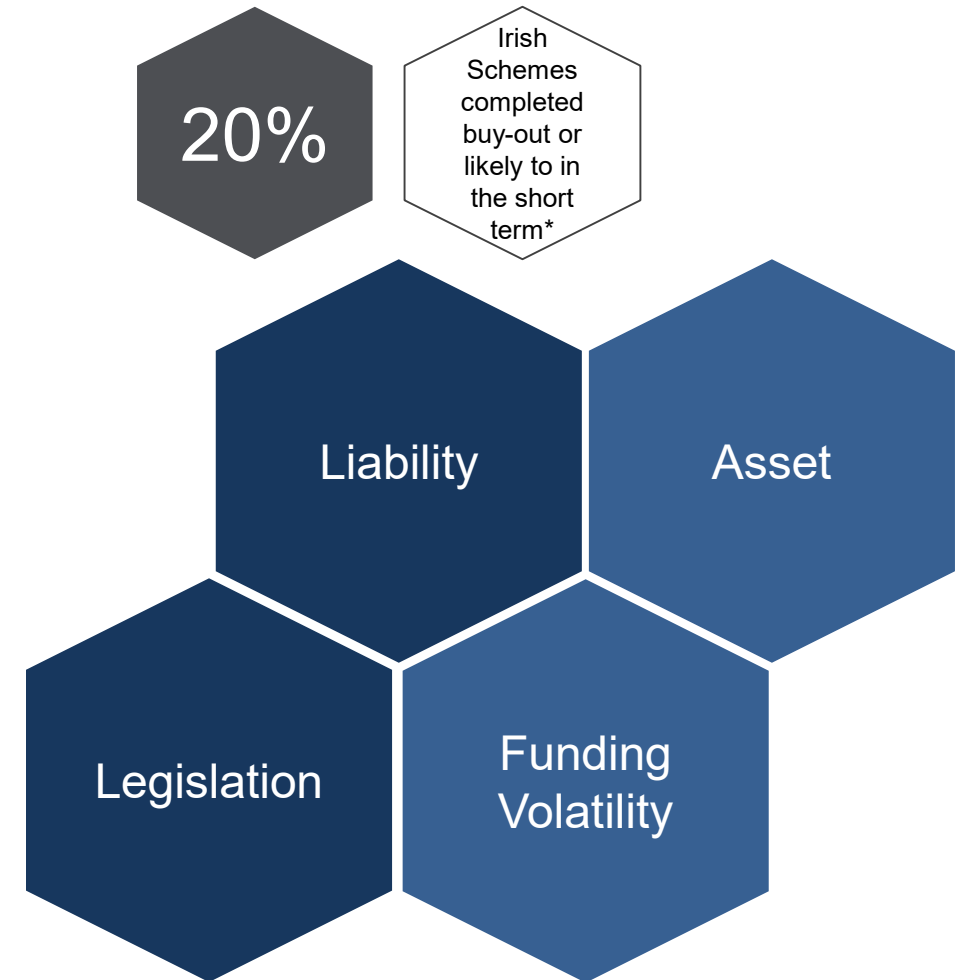 20%
Irish
Schemes
completed
buy-out or
likely to in
the short
term*
Liability
Asset
Legislation
Funding
Volatility